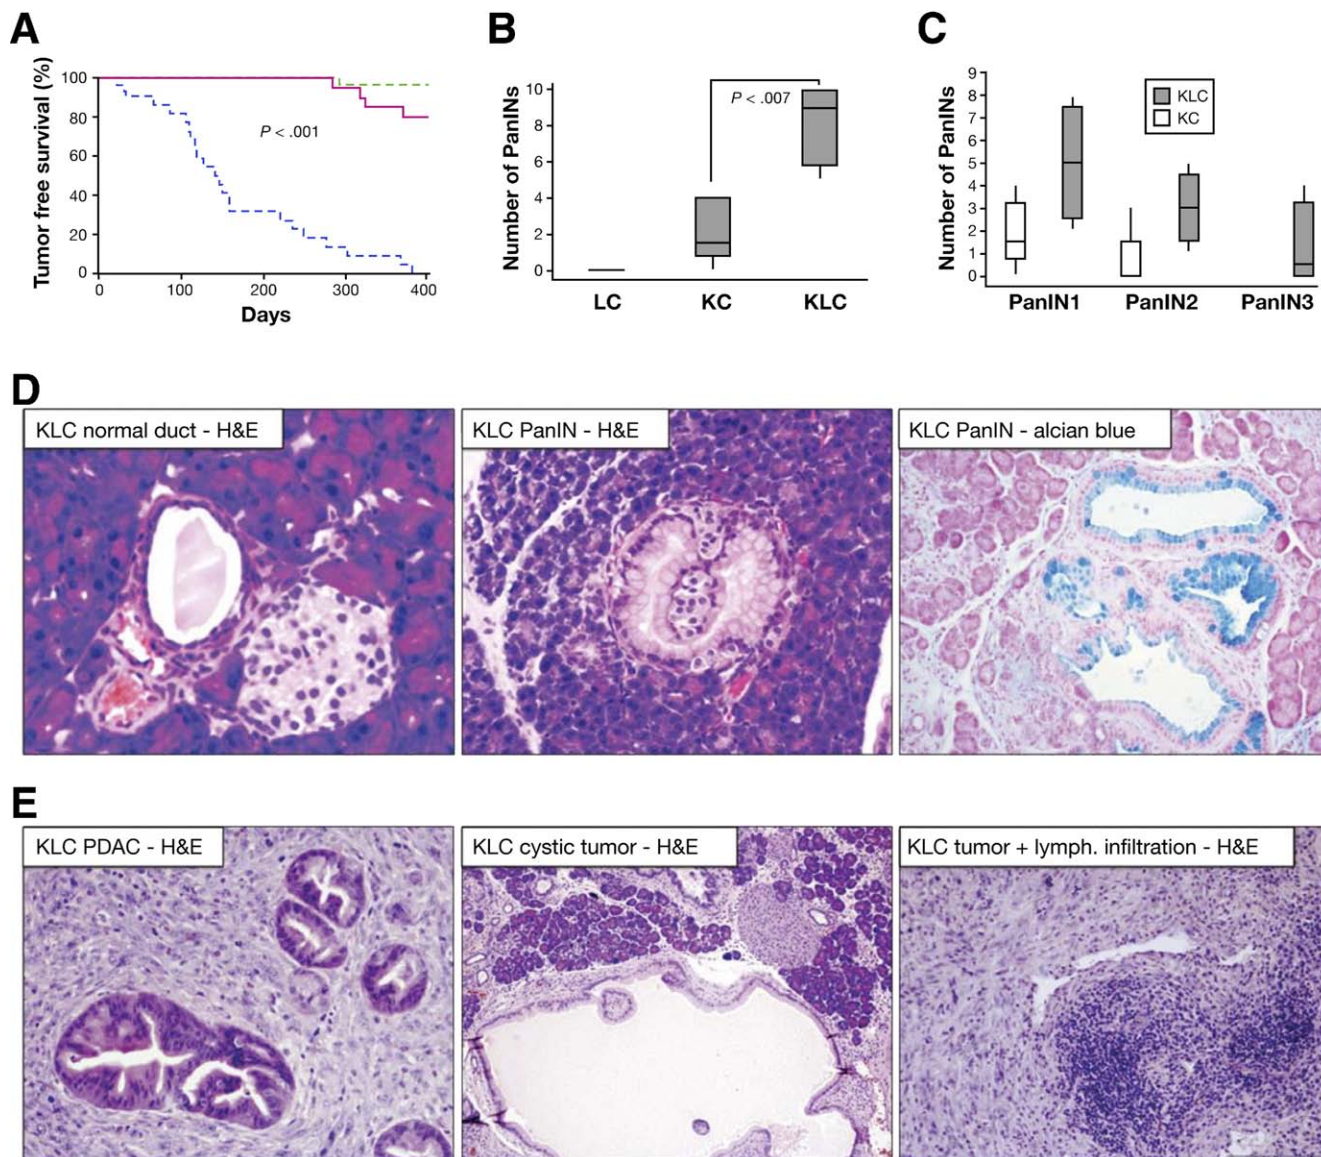 A
Tumor free survival (%)
100
80
60
40
20
0
P < .001
0 100 200 300 400
Days
B
Number of PanINs
10
8
6
4
2
0
P < .007
LC KC KLC
C
Number of PanINs
9
8
7
6
5
4
3
2
1
0
KLC
KC
PanIN1 PanIN2 PanIN3
D
KLC normal duct - H&E
KLC PanIN - H&E
KLC PanIN - alcian blue
E
KLC PDAC - H&E
KLC cystic tumor - H&E
KLC tumor + lymph. infiltration - H&E